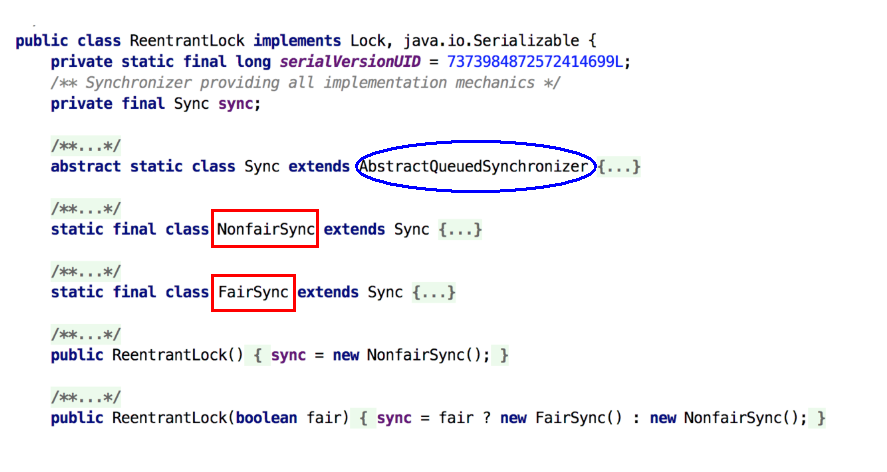 public class ReentrantLock implements Lock, java.io.Serializable {
private static final long serialVersionUID = 7373984872572414699L;
/** Synchronizer providing all implementation mechanics */
private final Sync sync;
/**...*/
abstract static class Sync extends AbstractQueuedSynchronizer {...}
/**...*/
static final class NonfairSync extends Sync {...}
/**...*/
static final class FairSync extends Sync {...}
/**...*/
public ReentrantLock() { sync = new NonfairSync(); }
/**...*/
public ReentrantLock(boolean fair) { sync = fair ? new FairSync() : new NonfairSync(); }